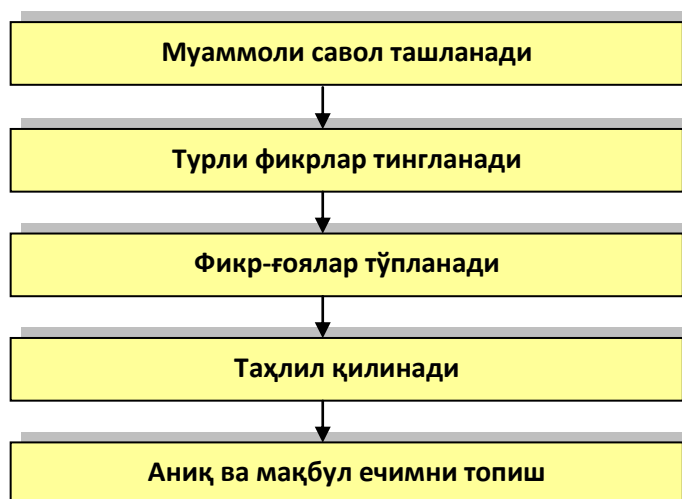 Муаммоли савол ташланади
Турли фикрлар тингланади
Фикр-ғоялар тўпланади
Таҳлил қилинади
Аниқ ва мақбул ечимни топиш